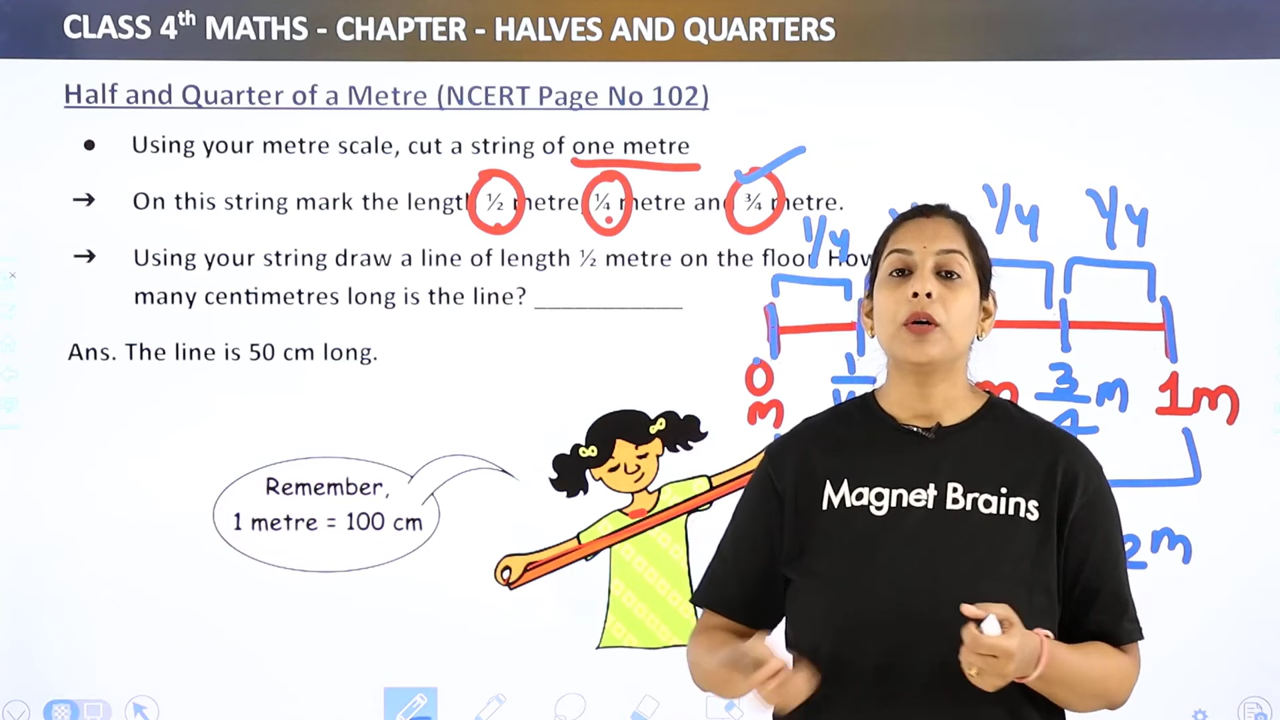 CLASS 4th MATHS - CHAPTER - HALVES AND QUARTERS
Half and Quarter of a Metre (NCERT Page No 102)
● Using your metre scale, cut a string of one metre
→ On this string mark the length ½ metre, ¼ metre and ¾ metre.
→ Using your string draw a line of length ½ metre on the floor. How
many centimetres long is the line? ___________
Ans. The line is 50 cm long.
1/4 1/4 1/4
0 m 3/4 m 1m
Remember,
1 metre = 100 cm
Magnet Brains
2 m